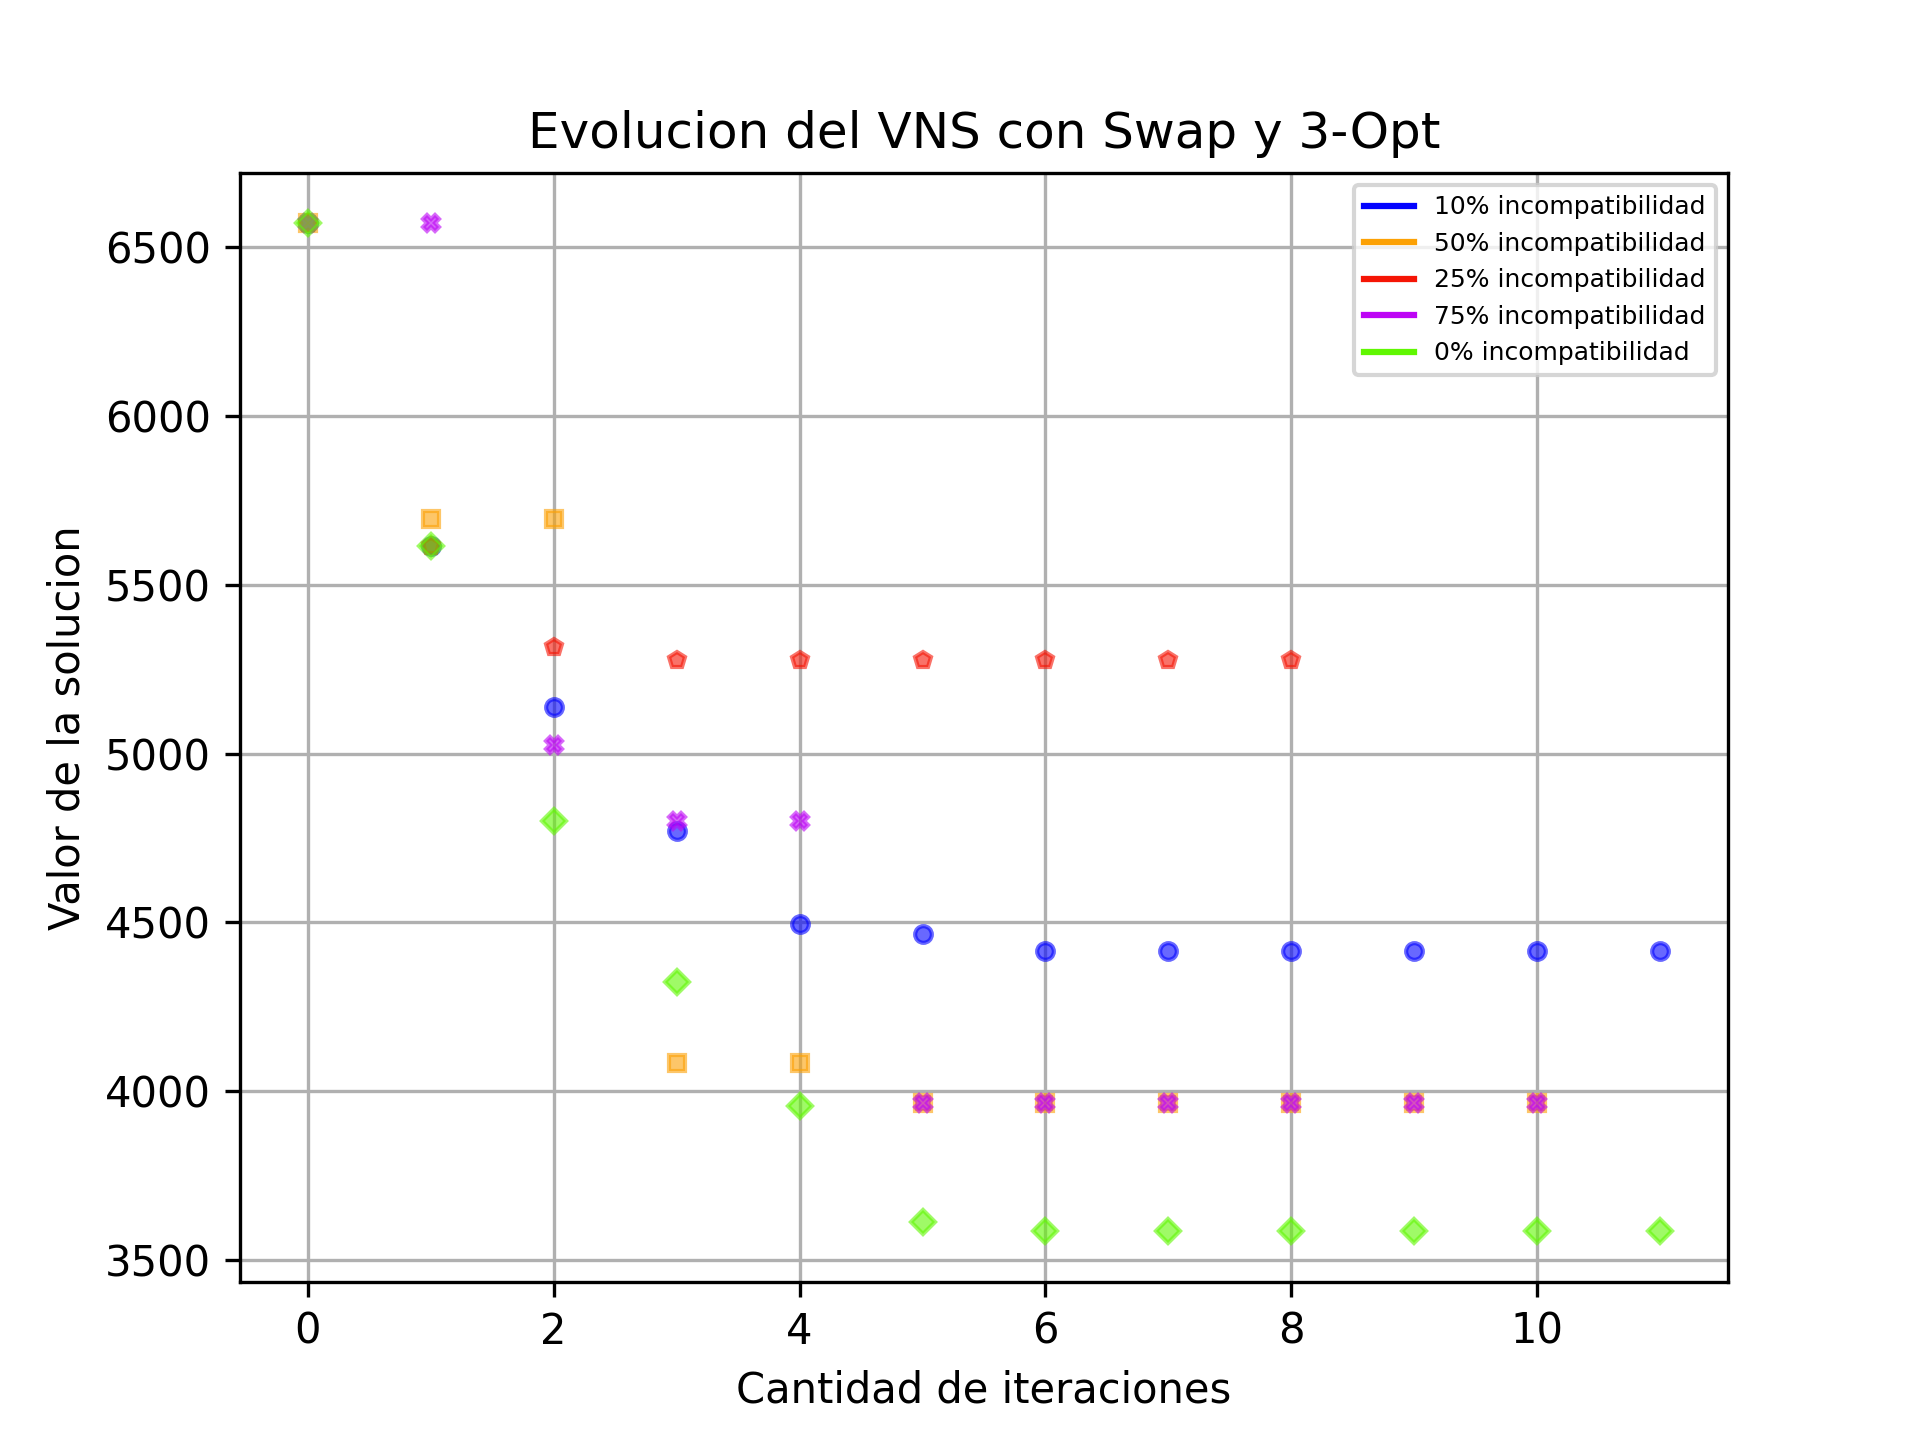 Evolucion del VNS con Swap y 3-Opt
10% incompatibilidad
50% incompatibilidad
25% incompatibilidad
75% incompatibilidad
0% incompatibilidad
Valor de la solucion
6500
6000
5500
5000
4500
4000
3500
0 2 4 6 8 10
Cantidad de iteraciones